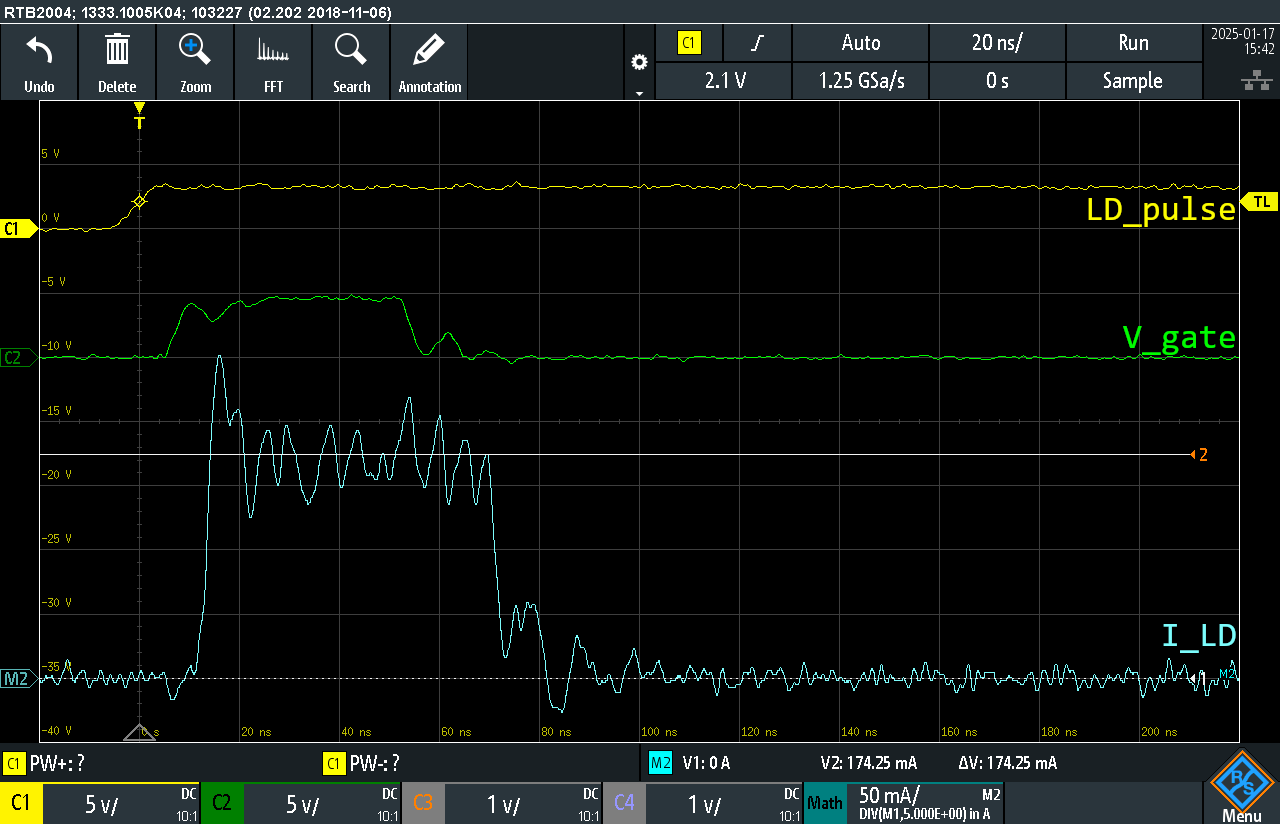 RTB2004; 1333.1005K04; 103227 (02.202 2018-11-06)
Undo
Delete
Zoom
FFT
Search
Annotation
C1
Auto
20 ns/
Run
2.1 V
1.25 GSa/s
0 s
Sample
2025-01-17
15:42
T
5 V
C1
0 V
TL
LD_pulse
-5 V
C2
-10 V
V_gate
-15 V
2
-20 V
-25 V
-30 V
I_LD
M2
-35 V
M2
-40 V
0 s
20 ns
40 ns
60 ns
80 ns
100 ns
120 ns
140 ns
160 ns
180 ns
200 ns
C1 PW+: ?
C1 PW-: ?
M2 V1: 0 A
V2: 174.25 mA
ΔV: 174.25 mA
C1 5 V/ DC 10:1
C2 5 V/ DC 10:1
C3 1 V/ DC 10:1
C4 1 V/ DC 10:1
Math 50 mA/ M2
DIV(M1,5.000E+00) in A
R&S
Menu